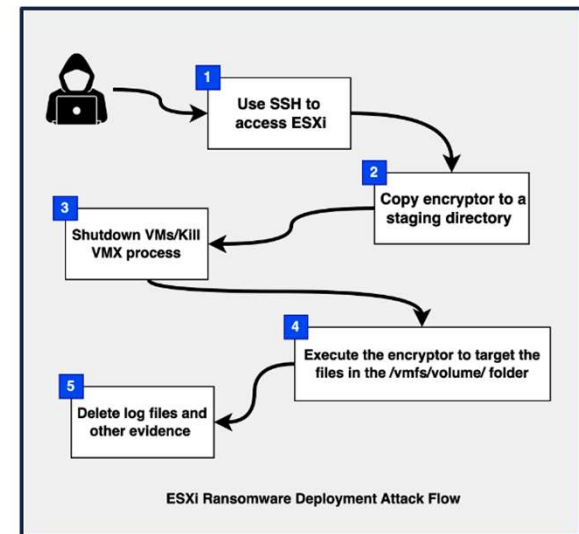 1
Use SSH to
access ESXi
2
Copy encryptor to a
staging directory
3
Shutdown VMs/Kill
VMX process
4
Execute the encryptor to target the
files in the /vmfs/volume/ folder
5
Delete log files and
other evidence
ESXi Ransomware Deployment Attack Flow